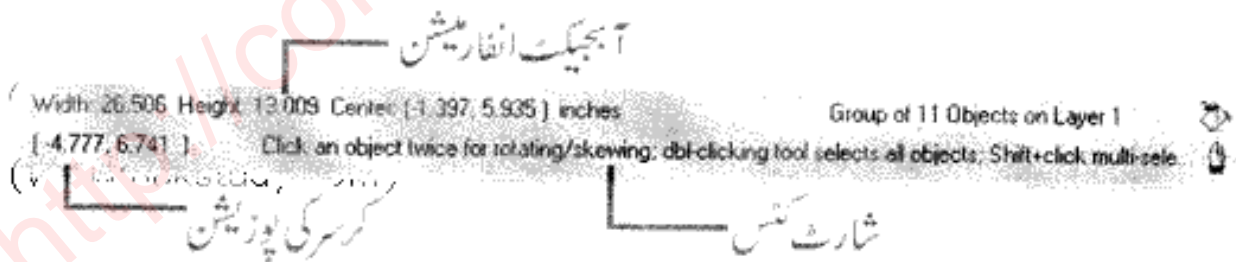 آبجیکٹ انفارمیشن
Width: 26.506 Height: 13.009 Center: (-1.397, 5.935) inches Group of 11 Objects on Layer 1
( -4.777, 6.741 ) Click an object twice for rotating/skewing; dbl-clicking tool selects all objects; Shift+click multi-sele...
کرسر کی پوزیشن
شارٹ کٹس
http://co